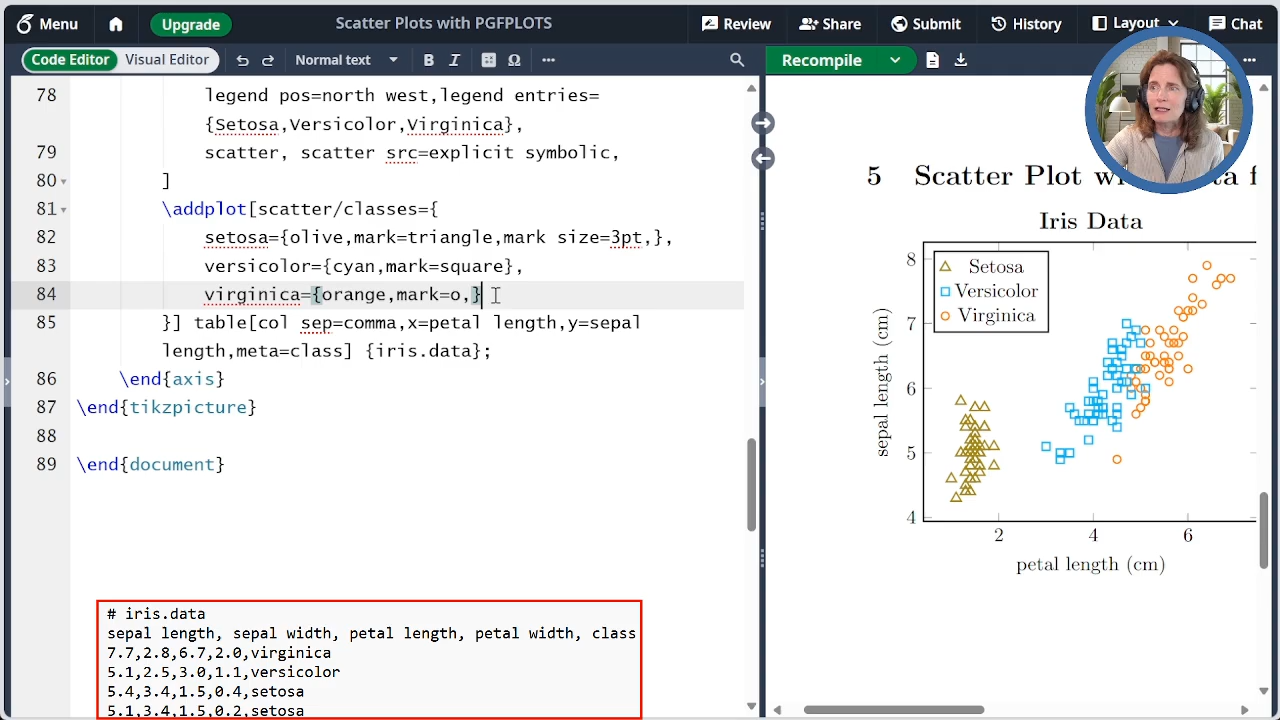 Menu
Upgrade
Scatter Plots with PGFPLOTS
Review
Share
Submit
History
Layout
Chat
Code Editor
Visual Editor
Normal text
B
I
Ω
Recompile
78 legend pos=north west,legend entries=
{Setosa,Versicolor,Virginica},
79 scatter, scatter src=explicit symbolic,
80 ]
81 \addplot[scatter/classes={
82 setosa={olive,mark=triangle,mark size=3pt,},
83 versicolor={cyan,mark=square},
84 virginica={orange,mark=o,}
85 }] table[col sep=comma,x=petal length,y=sepal
length,meta=class] {iris.data};
86 \end{axis}
87 \end{tikzpicture}
88
89 \end{document}
# iris.data
sepal length, sepal width, petal length, petal width, class
7.7,2.8,6.7,2.0,virginica
5.1,2.5,3.0,1.1,versicolor
5.4,3.4,1.5,0.4,setosa
5.1,3.4,1.5,0.2,setosa
5 Scatter Plot
Iris Data
Setosa
Versicolor
Virginica
8
7
6
5
4
sepal length (cm)
2
4
6
petal length (cm)